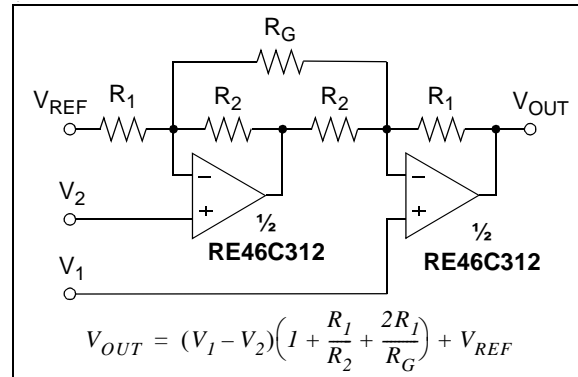 R_G
V_REF R_1 R_2 R_2 R_1 V_OUT
V_2 − + − +
½ ½
RE46C312 RE46C312
V_1
V_OUT = (V_1 – V_2)(1 + R_1/R_2 + 2R_1/R_G) + V_REF